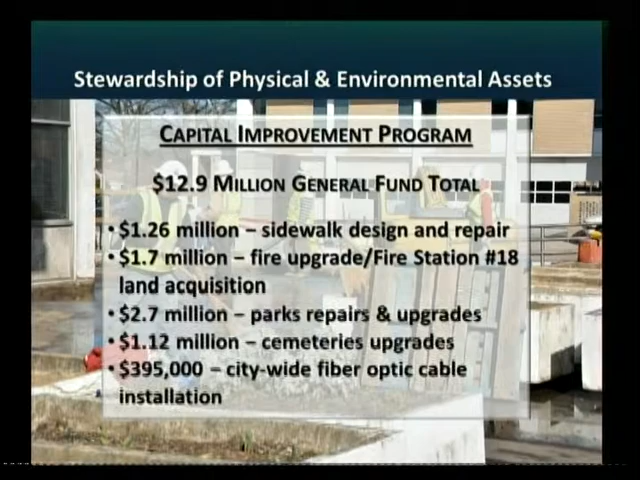 Stewardship of Physical & Environmental Assets
CAPITAL IMPROVEMENT PROGRAM
$12.9 MILLION GENERAL FUND TOTAL
• $1.26 million – sidewalk design and repair
• $1.7 million – fire upgrade/Fire Station #18
land acquisition
• $2.7 million – parks repairs & upgrades
• $1.12 million – cemeteries upgrades
• $395,000 – city-wide fiber optic cable
installation